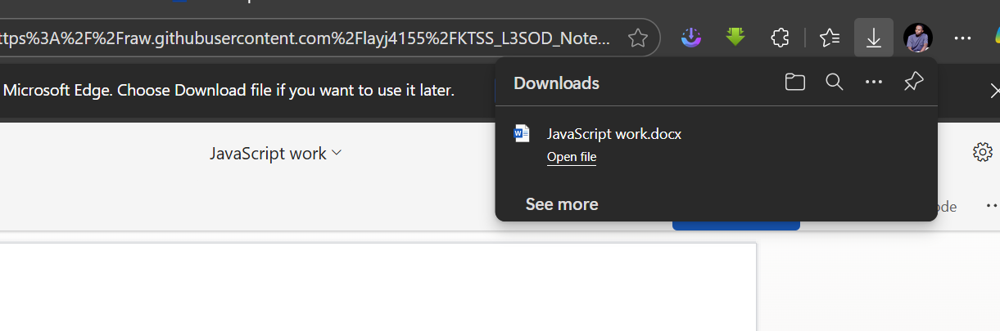 ttps%3A%2F%2Fraw.githubusercontent.com%2Flayj4155%2FKTSS_L3SOD_Note...
Microsoft Edge. Choose Download file if you want to use it later.
Downloads
JavaScript work.docx
Open file
See more
JavaScript work
ode